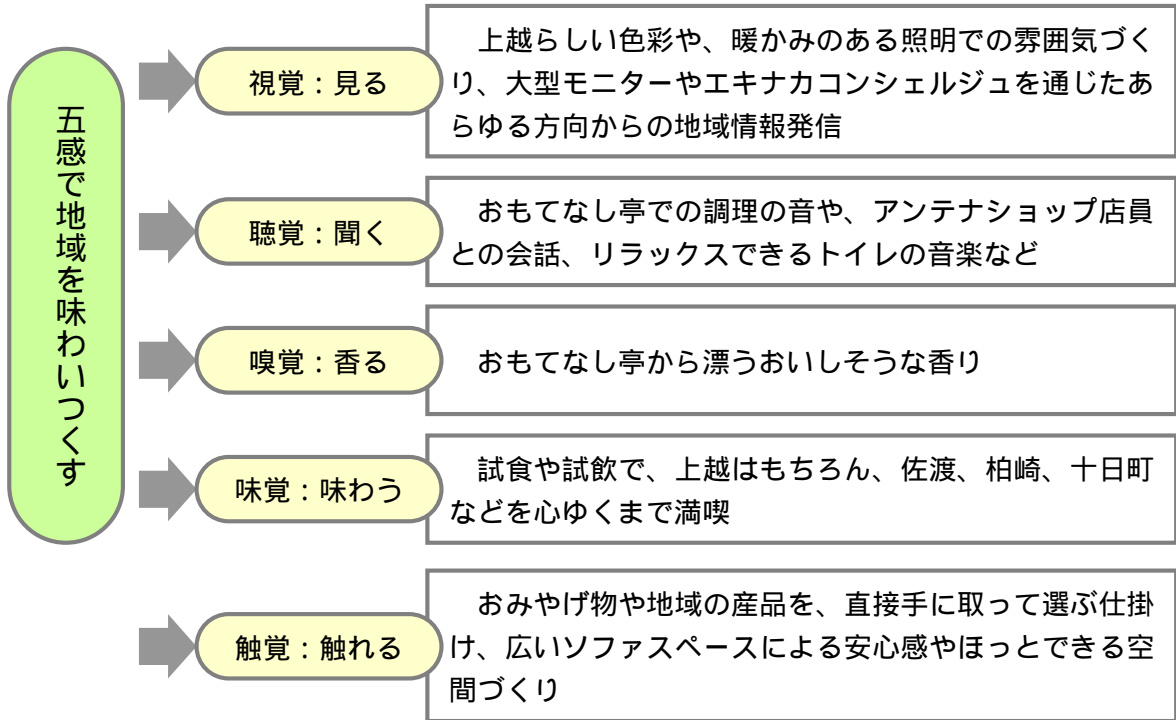 五感で地域を味わいつくす
視覚：見る
上越らしい色彩や、暖かみのある照明での雰囲気づく
り、大型モニターやエキナカコンシェルジュを通じたあ
らゆる方向からの地域情報発信
聴覚：聞く
おもてなし亭での調理の音や、アンテナショップ店員
との会話、リラックスできるトイレの音楽など
嗅覚：香る
おもてなし亭から漂うおいしそうな香り
味覚：味わう
試食や試飲で、上越はもちろん、佐渡、柏崎、十日町
などを心ゆくまで満喫
触覚：触れる
おみやげ物や地域の産品を、直接手に取って選ぶ仕掛
け、広いソファスペースによる安心感やほっとできる空
間づくり